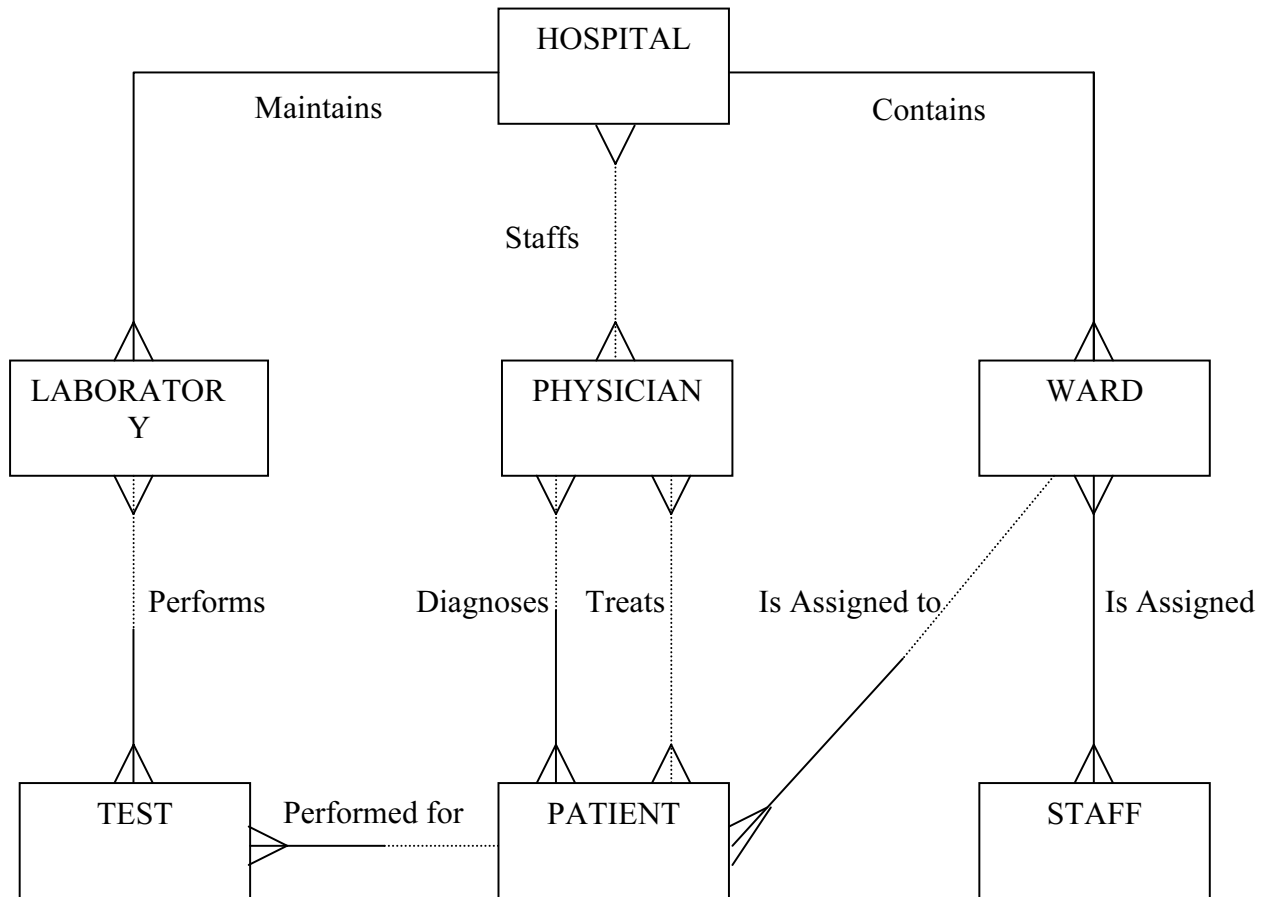 HOSPITAL
Maintains
Contains
Staffs
LABORATOR
Y
PHYSICIAN
WARD
Performs
Diagnoses
Treats
Is Assigned to
Is Assigned
TEST
Performed for
PATIENT
STAFF